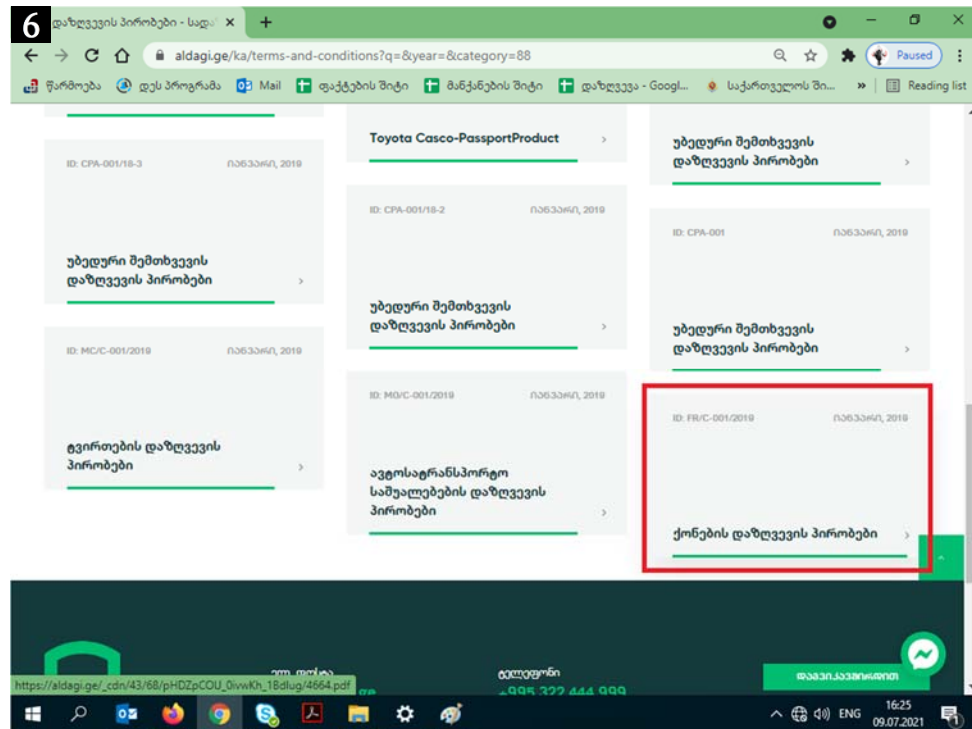 6
დაზღვევის პირობები - სადა
aldagi.ge/ka/terms-and-conditions?q=&year=&category=88
Paused
წარმოება
დღეს პროგრამა
Mail
ფაქტების შიტი
მანქანების შიტი
დაზღვევა - Googl...
საქართველოს ში...
»
Reading list
ID: CPA-001/18-3 იანვარი, 2019
უბედური შემთხვევის
დაზღვევის პირობები
ID: MC/C-001/2019 იანვარი, 2019
ტვირთების დაზღვევის
პირობები
Toyota Casco-PassportProduct
ID: CPA-001/18-2 იანვარი, 2019
უბედური შემთხვევის
დაზღვევის პირობები
ID: MO/C-001/2019 იანვარი, 2019
ავტოსატრანსპორტო
საშუალებების დაზღვევის
პირობები
უბედური შემთხვევის
დაზღვევის პირობები
ID: CPA-001 იანვარი, 2019
უბედური შემთხვევის
დაზღვევის პირობები
ID: FR/C-001/2019 იანვარი, 2019
ქონების დაზღვევის პირობები
ელ. ფოსტა
ტელეფონი
+995 322 444 999
დაგვიკავშირდით
https://aldagi.ge/_cdn/43/68/pHDZpCOU_0ivwKh_1Bdlug/4664.pdf
ENG
16:25
09.07.2021